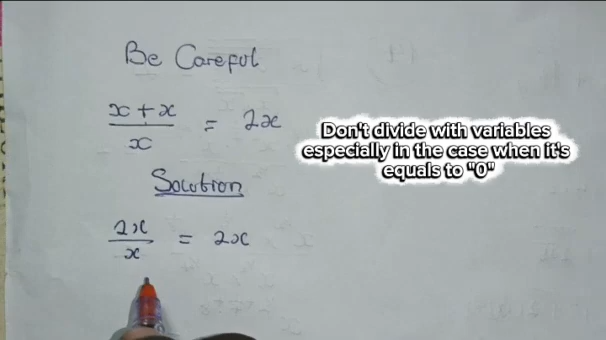 Be Careful
x + x / x = 2x
Don't divide with variables
especially in the case when it's
equals to "0"
Solution
2x / x = 2x